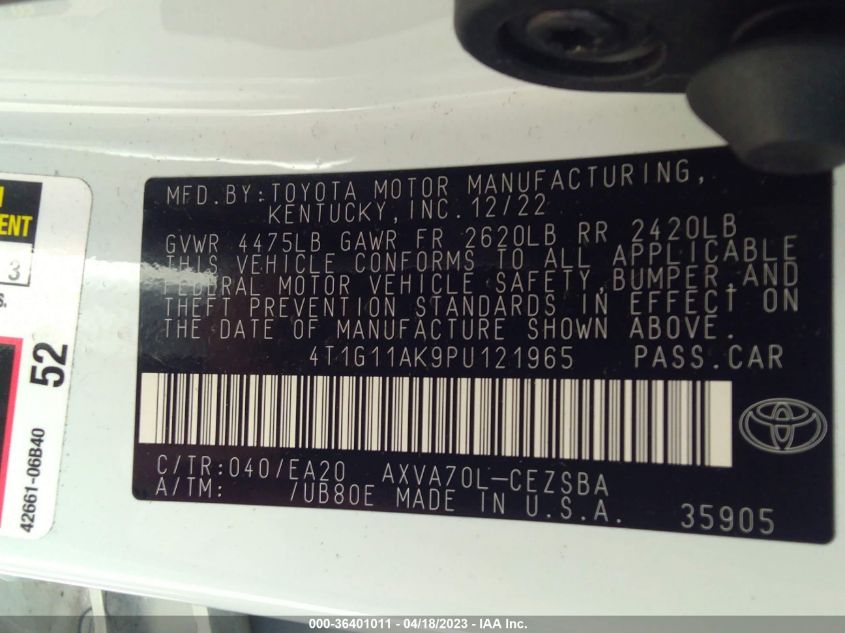 MFD. BY: TOYOTA MOTOR MANUFACTURING,
KENTUCKY, INC. 12/22
GVWR 4475LB GAWR FR 2620LB RR 2420LB
THIS VEHICLE CONFORMS TO ALL APPLICABLE
FEDERAL MOTOR VEHICLE SAFETY, BUMPER, AND
THEFT PREVENTION STANDARDS IN EFFECT ON
THE DATE OF MANUFACTURE SHOWN ABOVE.
4T1G11AK9PU121965 PASS. CAR
C/TR: 040/EA20 AXVA70L-CEZSBA
A/TM: /UB80E MADE IN U.S.A. 35905
3
52
42661-06B40
000-36401011 - 04/18/2023 - IAA Inc.